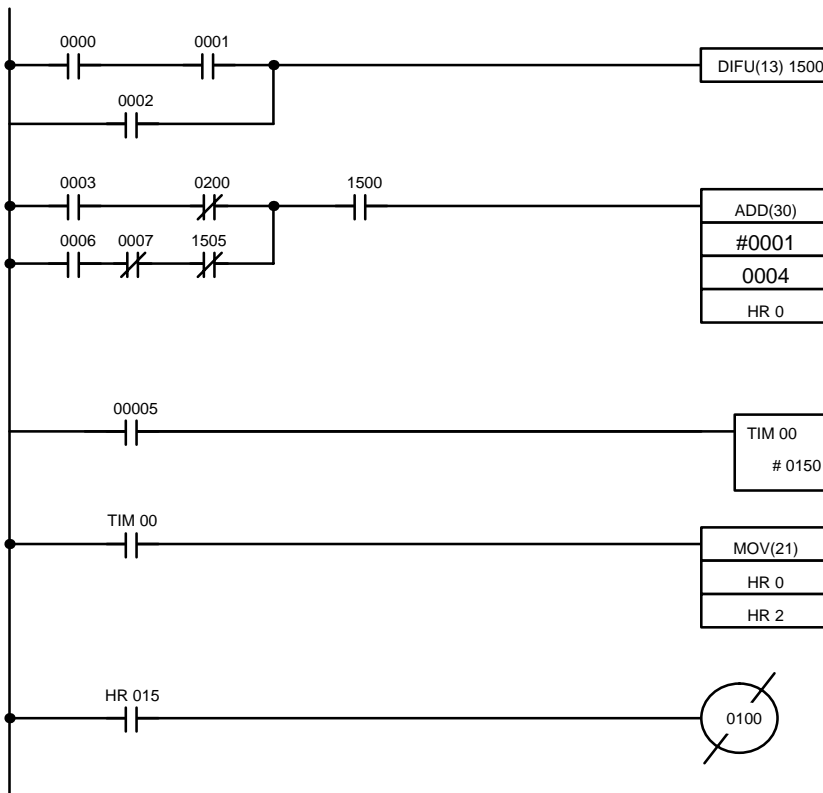 0000 0001
DIFU(13) 1500
0002
0003 0200 1500
ADD(30)
#0001
0004
HR 0
0006 0007 1505
00005
TIM 00
# 0150
TIM 00
MOV(21)
HR 0
HR 2
HR 015
0100